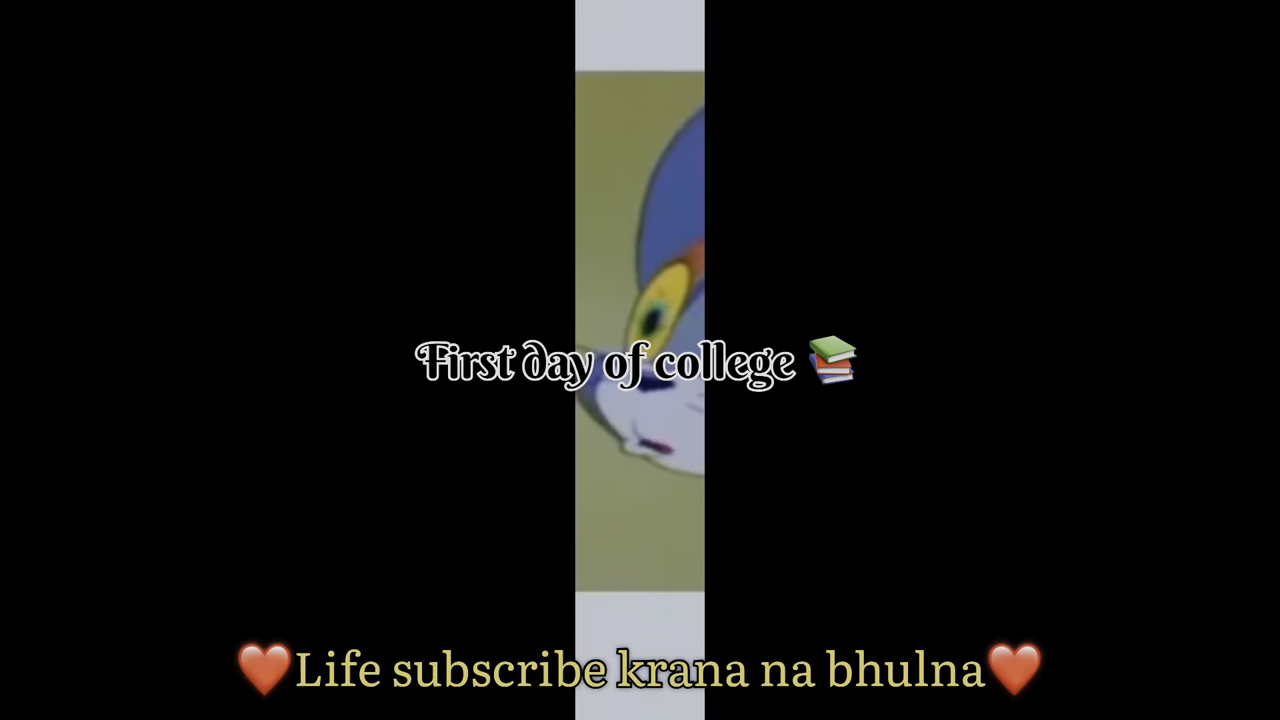 First day of college 📚
❤️Life subscribe krana na bhulna❤️